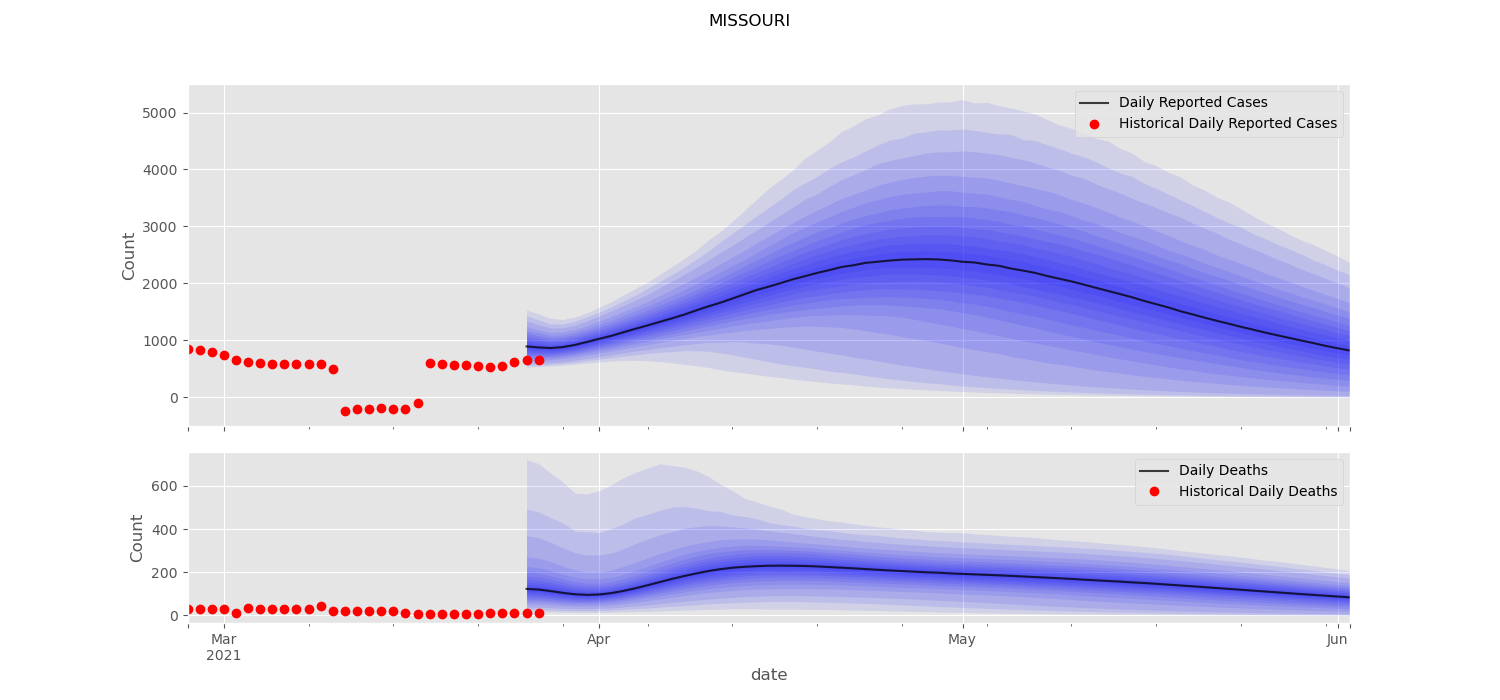 MISSOURI
Daily Reported Cases
Historical Daily Reported Cases
5000
4000
3000
2000
1000
0
Count
Daily Deaths
Historical Daily Deaths
600
400
200
0
Count
Mar
2021
Apr
May
Jun
date